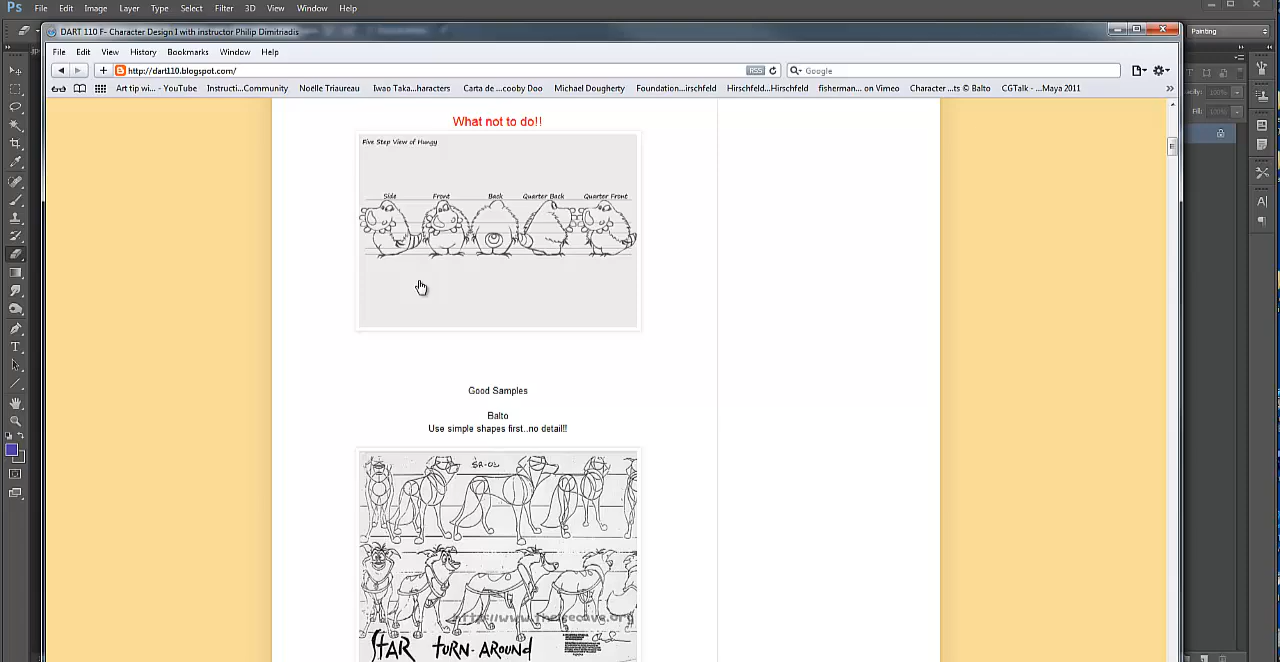 Ps File Edit Image Layer Type Select Filter 3D View Window Help
DART 110 F- Character Design I with instructor Philip Dimitriadis
Painting
File Edit View History Bookmarks Window Help
http://dart110.blogspot.com/ RSS Google
Art tip wi... - YouTube Instructi...Community Noëlle Triaureau Iwao Taka...haracters Carta de ...cooby Doo Michael Dougherty Foundation...irschfeld Hirschfeld...Hirschfeld fisherman... on Vimeo Character ...ts © Balto CGTalk - ...Maya 2011
What not to do!!
Five Step View of Hungy
Side Front Back Quarter Back Quarter Front
Good Samples
Balto
Use simple shapes first..no detail!!
STAR TURN-AROUND